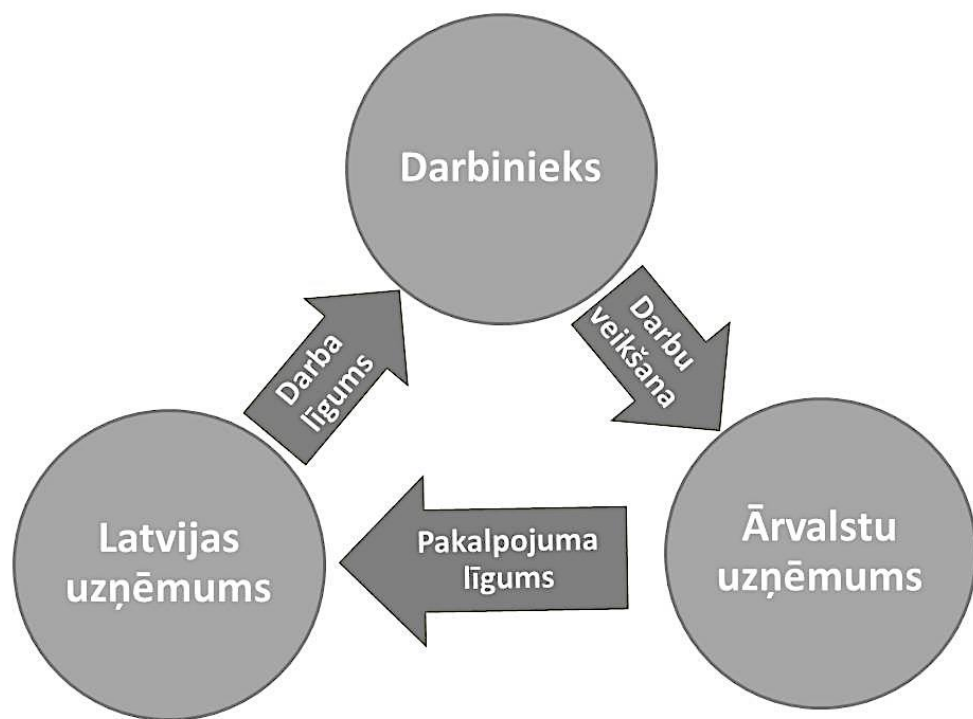 Darbinieks
Darba
līgums
Darbu
veikšana
Latvijas
uzņēmums
Pakalpojuma
līgums
Ārvalstu
uzņēmums